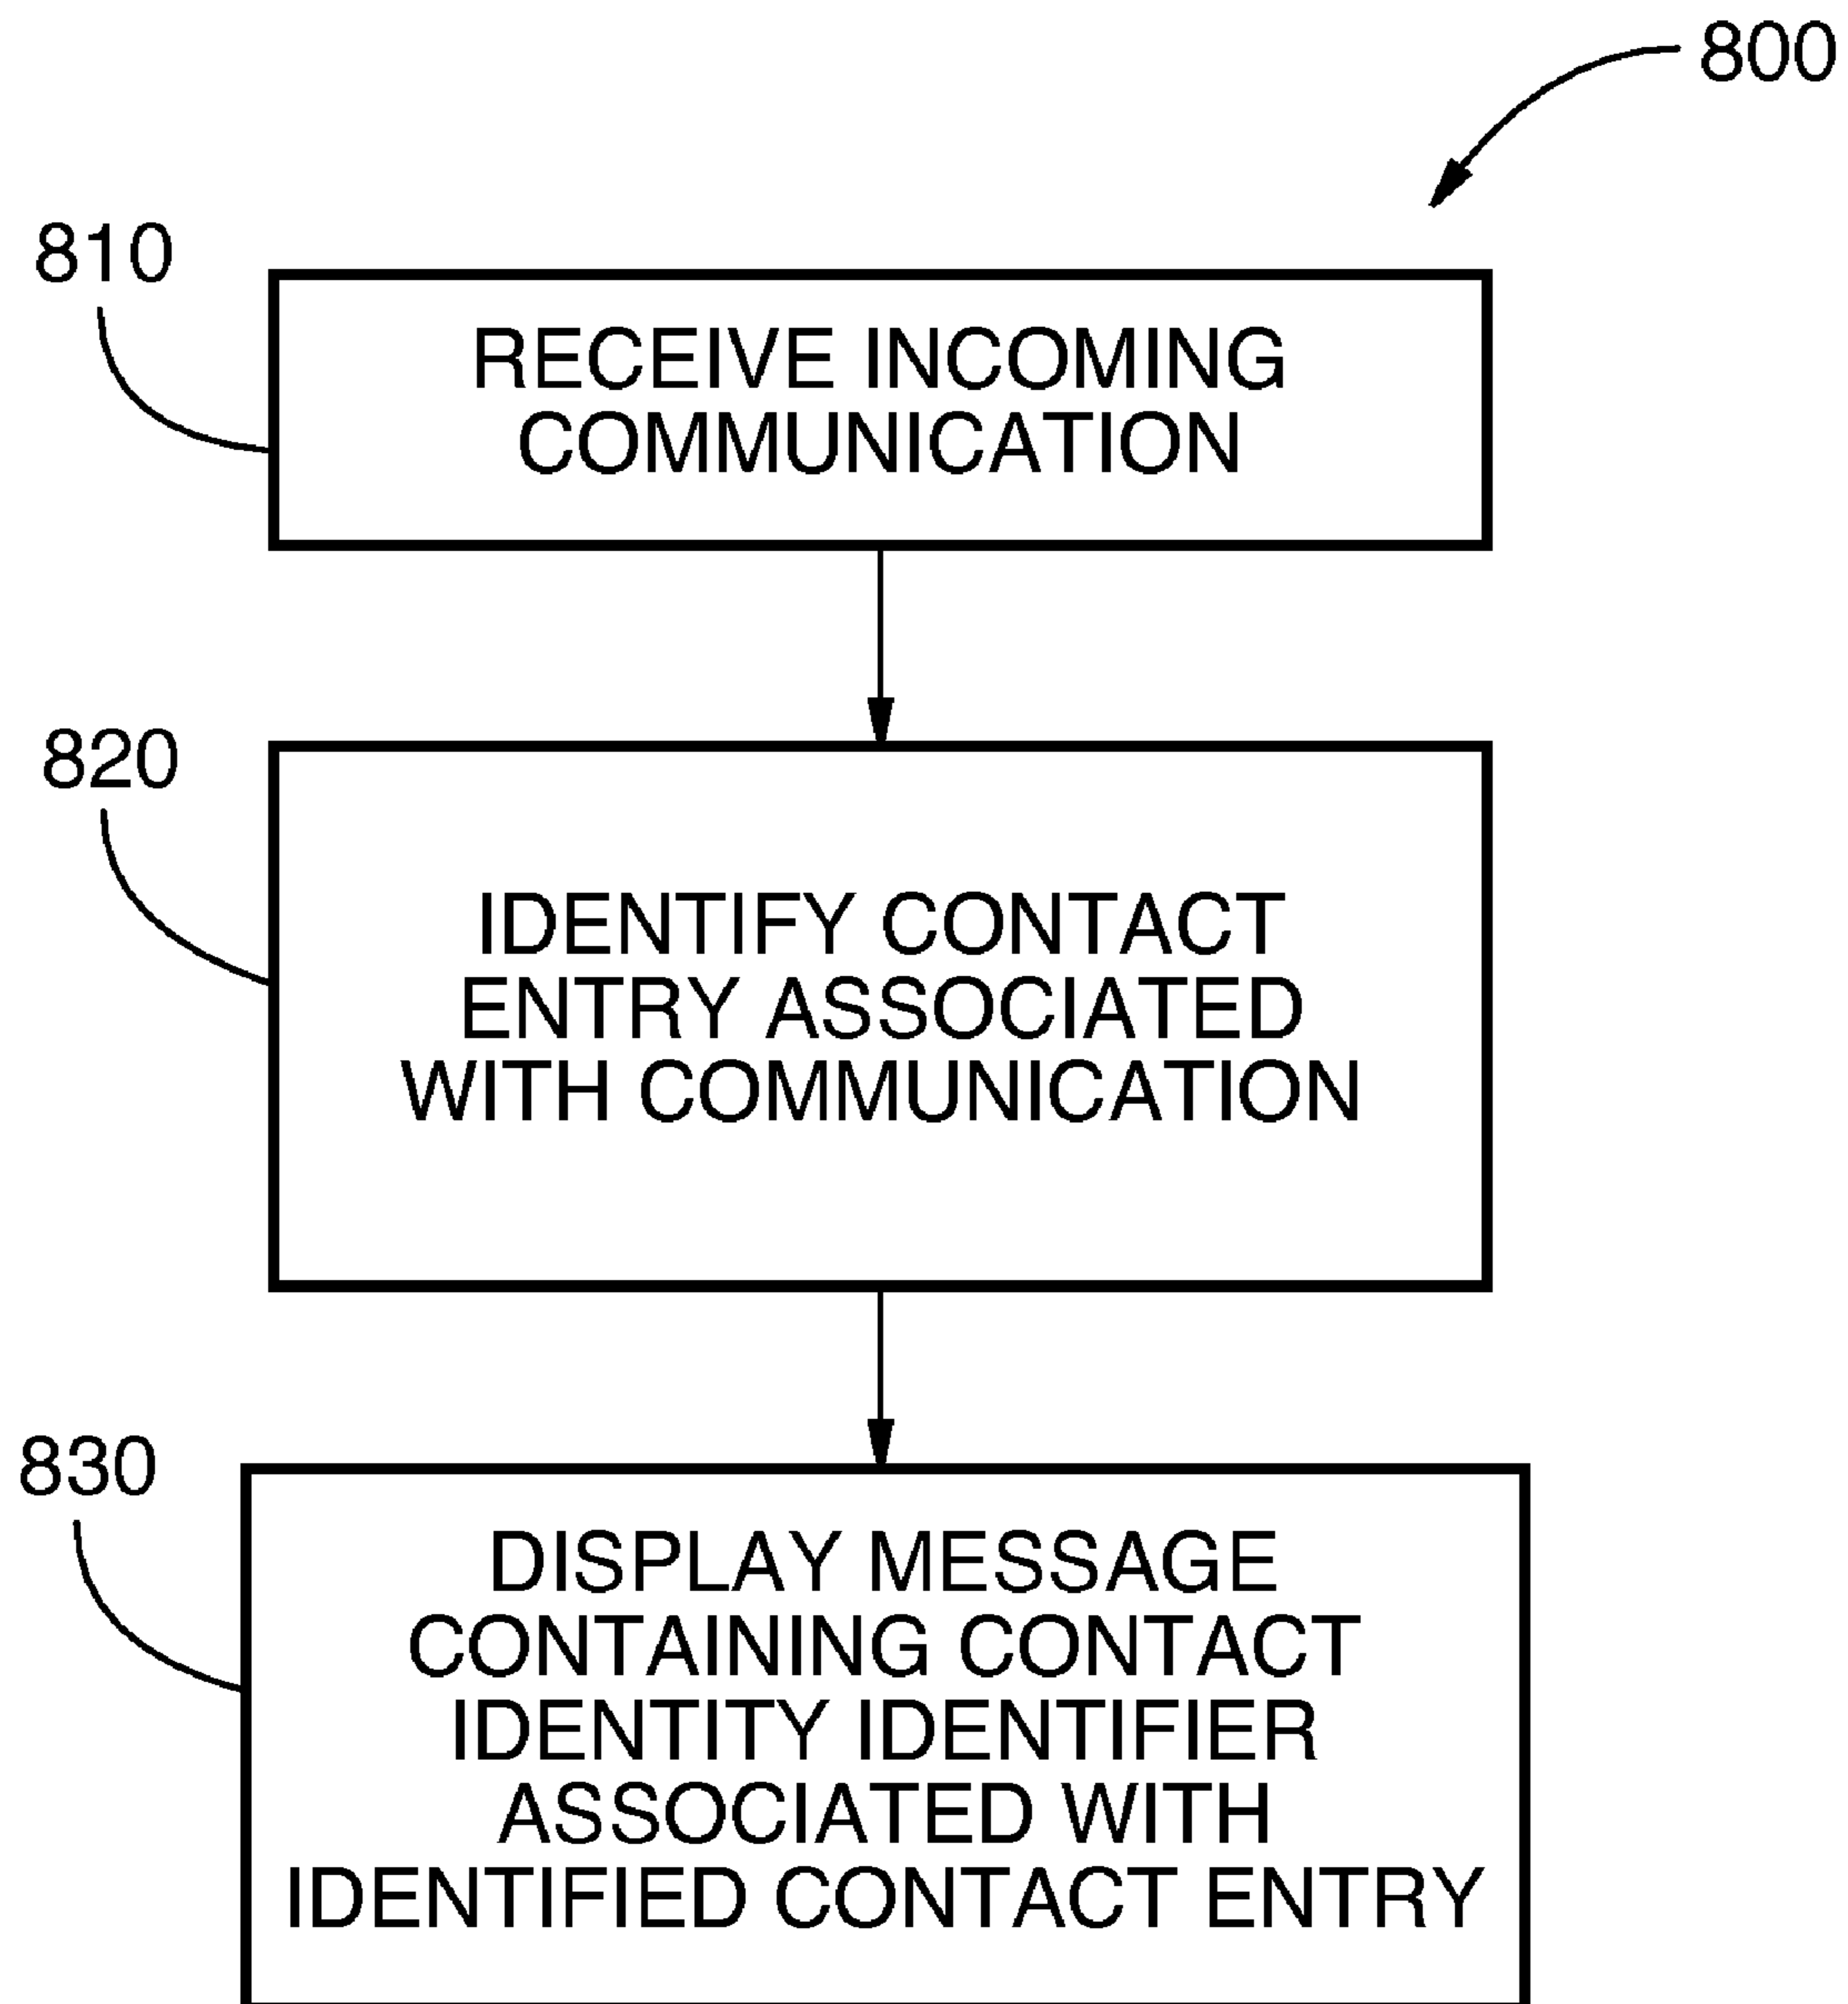 800
810
RECEIVE INCOMING
COMMUNICATION
820
IDENTIFY CONTACT
ENTRY ASSOCIATED
WITH COMMUNICATION
830
DISPLAY MESSAGE
CONTAINING CONTACT
IDENTITY IDENTIFIER
ASSOCIATED WITH
IDENTIFIED CONTACT ENTRY